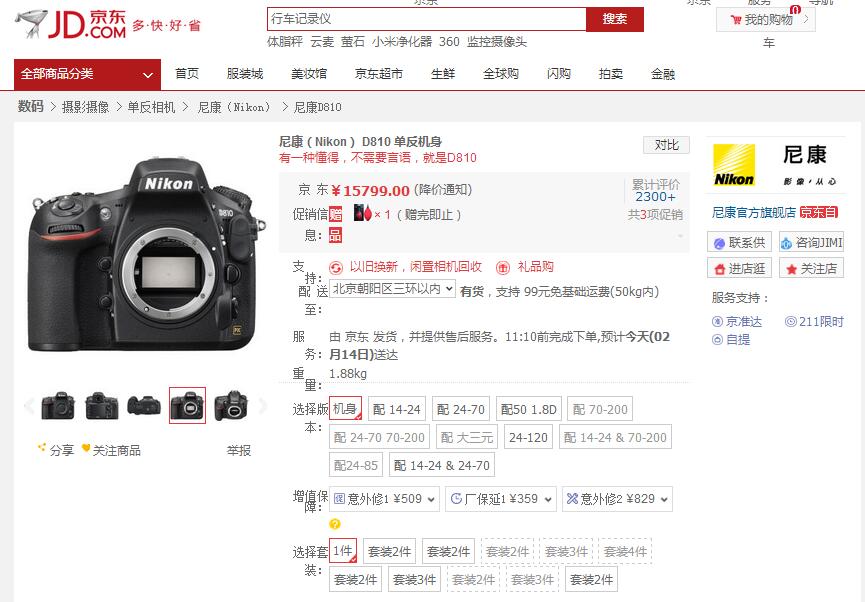 京东 服务 导航
JD 京东 .COM 多·快·好·省
行车记录仪 搜索
我的购物车 0
体脂秤 云麦 萤石 小米净化器 360 监控摄像头
全部商品分类 首页 服装城 美妆馆 京东超市 生鲜 全球购 闪购 拍卖 金融
数码 > 摄影摄像 > 单反相机 > 尼康（Nikon） > 尼康D810
尼康（Nikon）D810 单反机身 对比
有一种懂得，不需要言语，就是D810
京 东 ￥15799.00 (降价通知)
累计评价
2300+
促销信息： 赠品 × 1（赠完即止） 共3项促销
支持： 以旧换新，闲置相机回收 礼品购
配送至： 北京朝阳区三环以内 有货，支持 99元免基础运费(50kg内)
服务： 由 京东 发货，并提供售后服务。11:10前完成下单,预计今天(02
月14日)送达
重量： 1.88kg
选择版本： 机身 配 14-24 配 24-70 配50 1.8D 配 70-200
配 24-70 70-200 配 大三元 24-120 配 14-24 & 70-200
配24-85 配 14-24 & 24-70
增值保障： 意外修1 ¥509 厂保延1 ¥359 意外修2 ¥829
?
选择套装： 1件 套装2件 套装2件 套装2件 套装3件 套装4件
套装2件 套装3件 套装2件 套装3件 套装2件
Nikon
D810
FX
分享 关注商品 举报
Nikon 尼康
影像·从心
尼康官方旗舰店 京东自
联系供 咨询JIMI
进店逛 关注店
服务支持：
京准达 211限时
自提